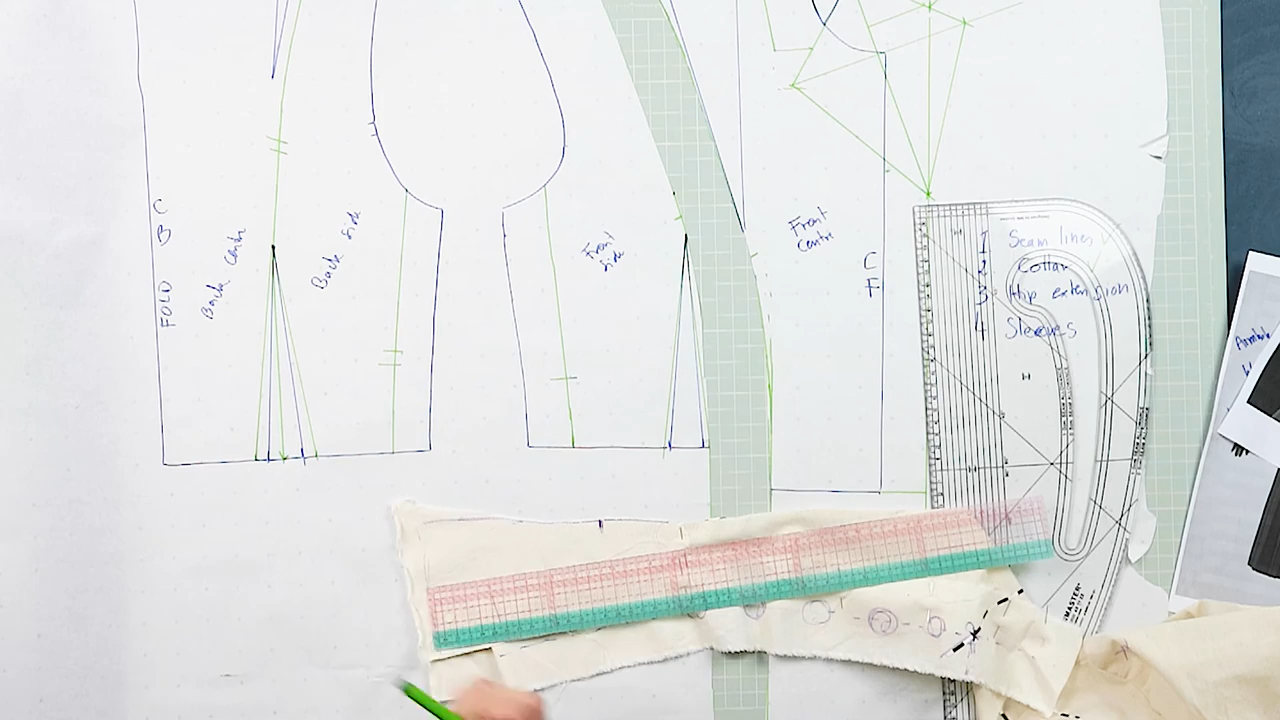 FOLD B C
Back Centre
Back side
Front
side
Front
Centre
C
F
1 Seam lines
2 Collar
3 Hip extension
4 Sleeves